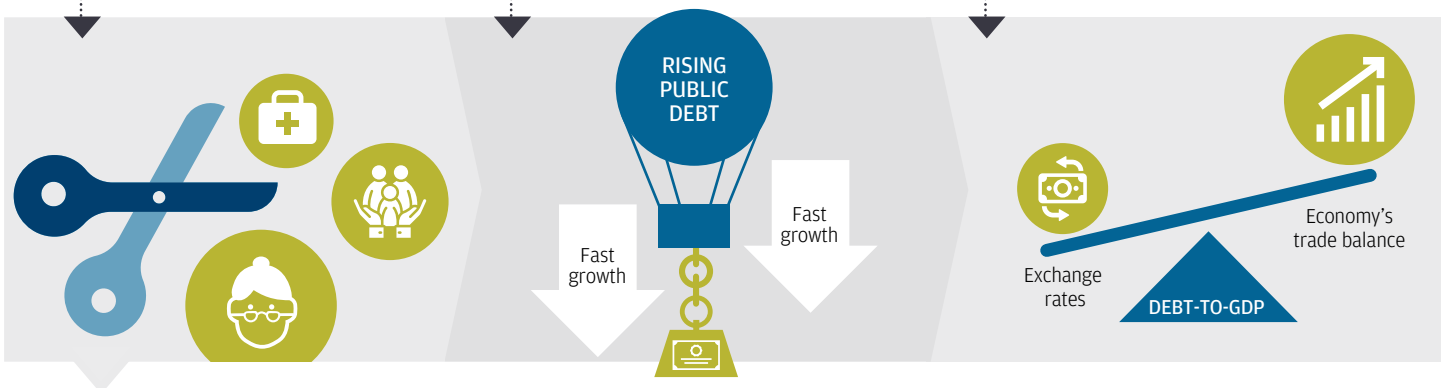 RISING
PUBLIC
DEBT
Fast
growth
Fast
growth
Exchange
rates
Economy's
trade balance
DEBT-TO-GDP